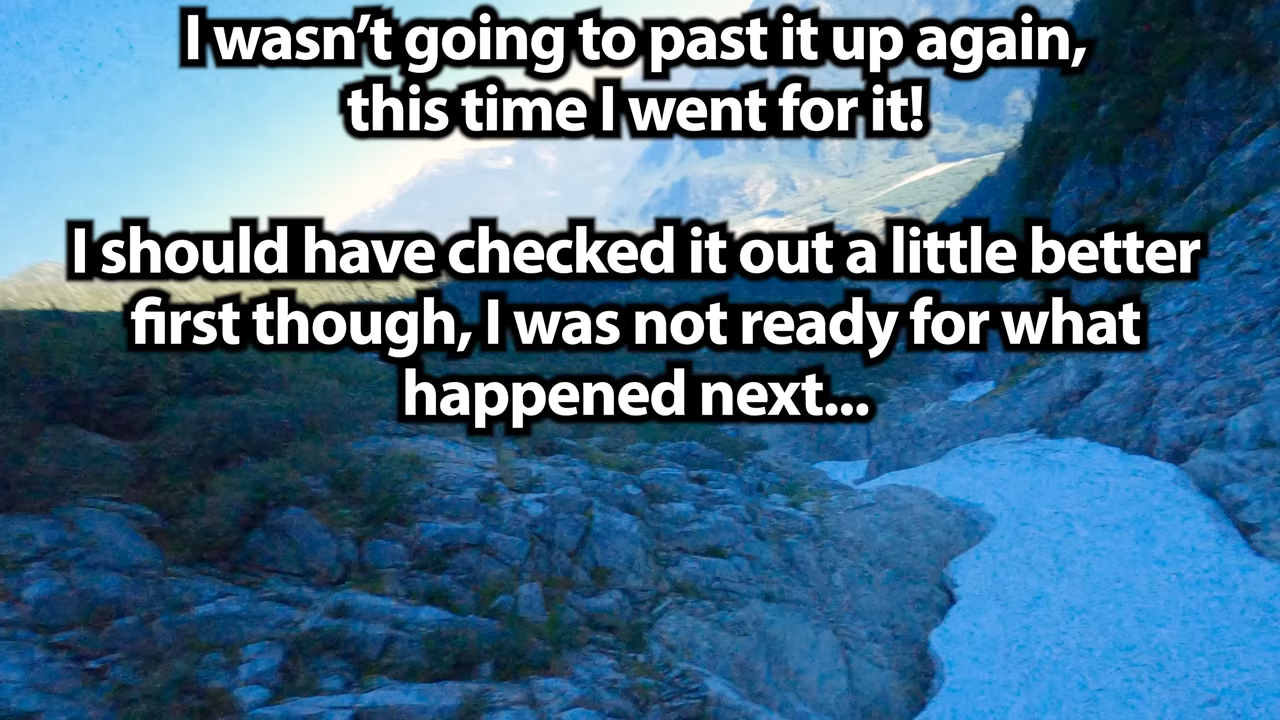 I wasn’t going to past it up again,
this time I went for it!
I should have checked it out a little better
first though, I was not ready for what
happened next...